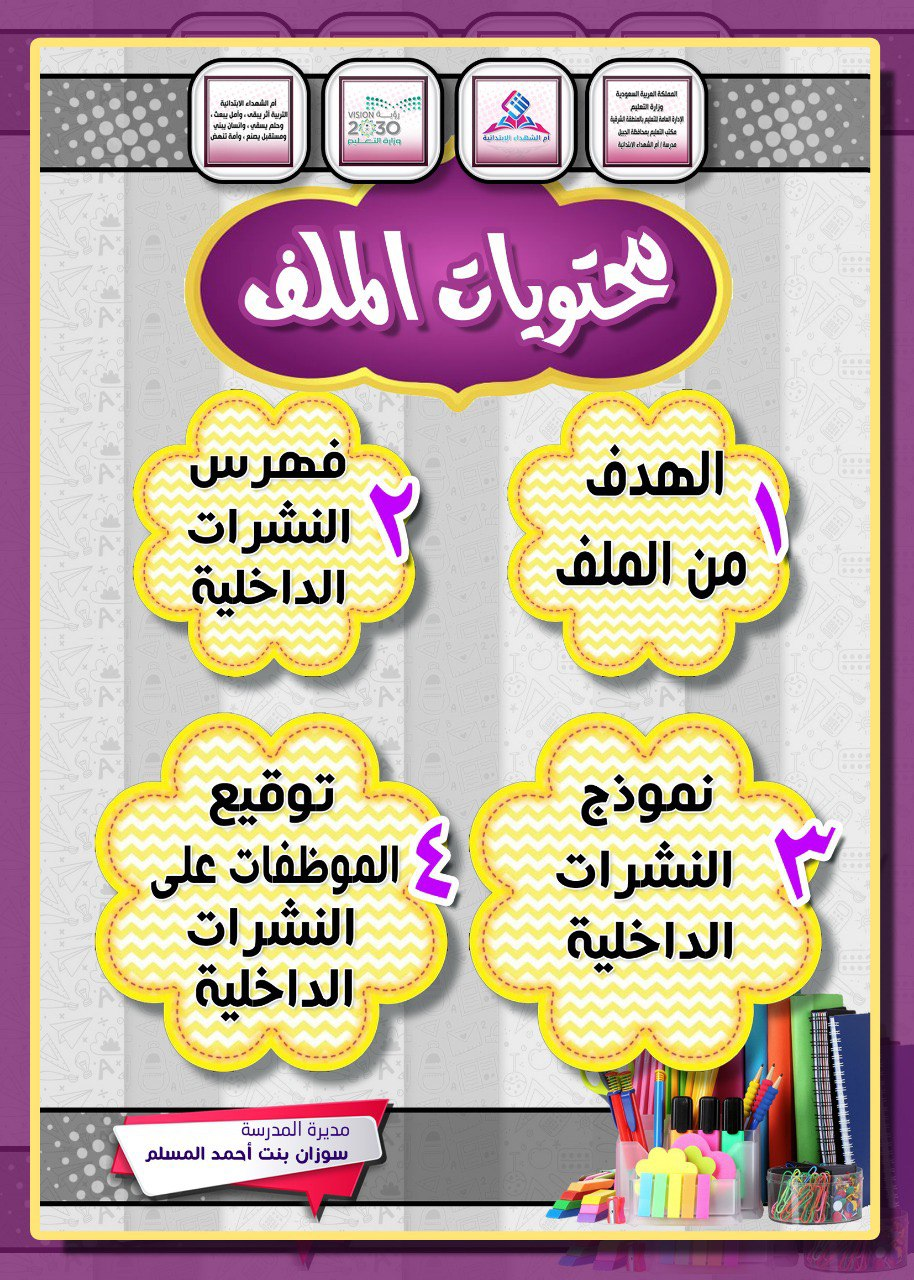 المملكة العربية السعودية
وزارة التعليم
الإدارة العامة للتعليم بالمنطقة الشرقية
مكتب التعليم بمحافظة الجبيل
مدرسة / أم الشهداء الابتدائية
أم الشهداء الابتدائية
VISION رؤية
2030
وزارة التعليم
أم الشهداء الابتدائية
التربية أثر يبقى ، وأمل يبعث ،
وحلم يسقى ، وإنسان يبني
ومستقبل يصنع ، وأمة تنهض
محتويات الملف
١
الهدف
من الملف
٢
فهرس
النشرات
الداخلية
٣
نموذج
النشرات
الداخلية
٤
توقيع
الموظفات على
النشرات
الداخلية
مديرة المدرسة
سوزان بنت أحمد المسلم